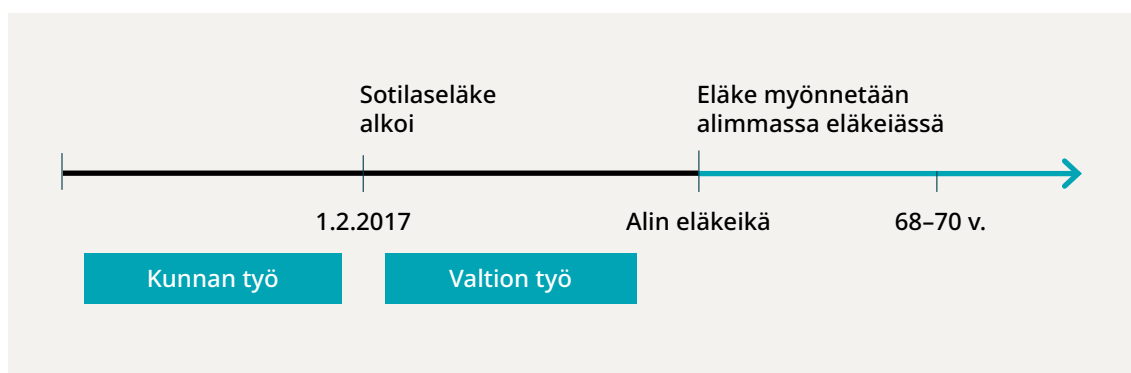 Sotilaseläke
alkoi
Eläke myönnetään
alimmassa eläkeiässä
1.2.2017
Alin eläkeikä
68–70 v.
Kunnan työ
Valtion työ